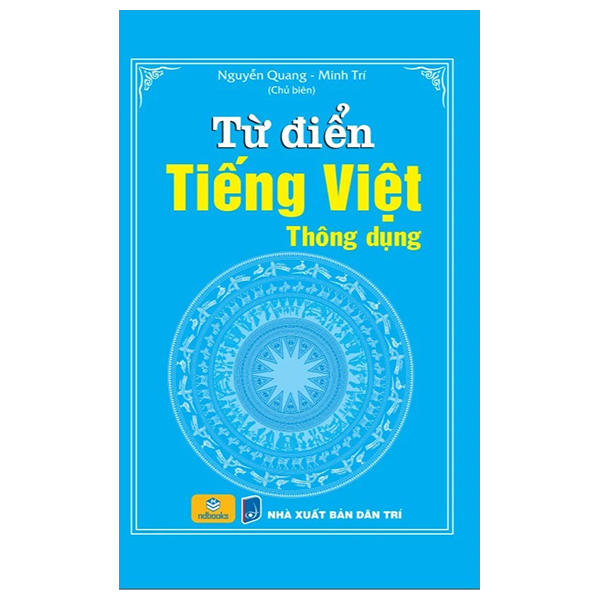 Nguyễn Quang - Minh Trí
(Chủ biên)
Từ điển
Tiếng Việt
Thông dụng
ndbooks
NHÀ XUẤT BẢN DÂN TRÍ